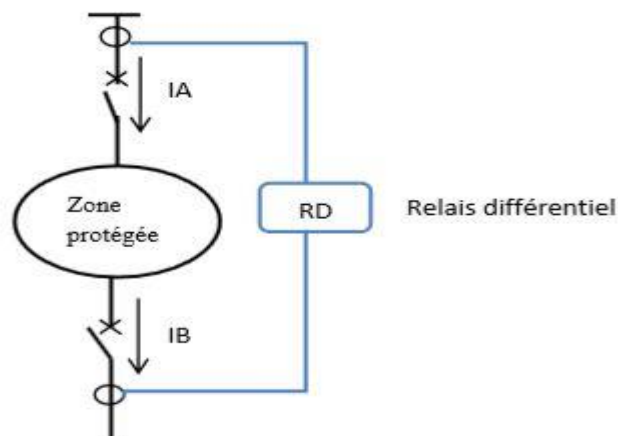 IA
Zone
protégée
RD
Relais différentiel
IB